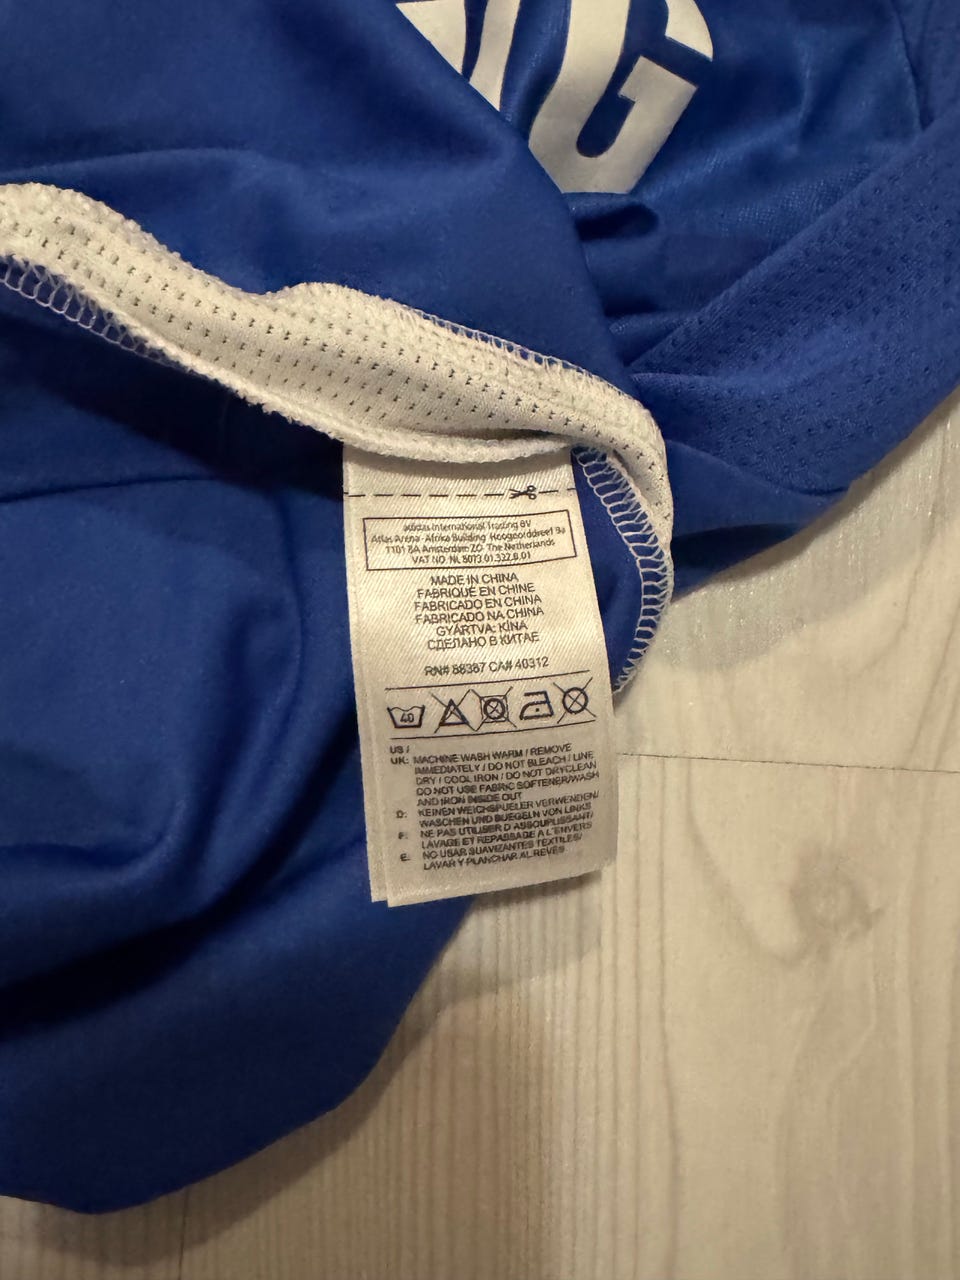 NG
adidas International Trading BV
Atlas Arena - Afrika Building Hoogoorddreef 9a
1101 BA Amsterdam ZO The Netherlands
VAT NO. NL 8073.01.322.B.01
MADE IN CHINA
FABRIQUÉ EN CHINE
FABRICADO EN CHINA
FABRICADO NA CHINA
GYÁRTVA: KÍNA
СДЕЛАНО В КИТАЕ
RN# 88387 CA# 40312
40
US /
UK: MACHINE WASH WARM / REMOVE
IMMEDIATELY / DO NOT BLEACH / LINE
DRY / COOL IRON / DO NOT DRYCLEAN
DO NOT USE FABRIC SOFTENER/WASH
AND IRON INSIDE OUT
D: KEINEN WEICHSPUELER VERWENDEN/
WASCHEN UND BUEGELN VON LINKS
F: NE PAS UTILISER D'ASSOUPLISSANT/
LAVAGE ET REPASSAGE A L'ENVERS
E: NO USAR SUAVIZANTES TEXTILES/
LAVAR Y PLANCHAR AL REVES